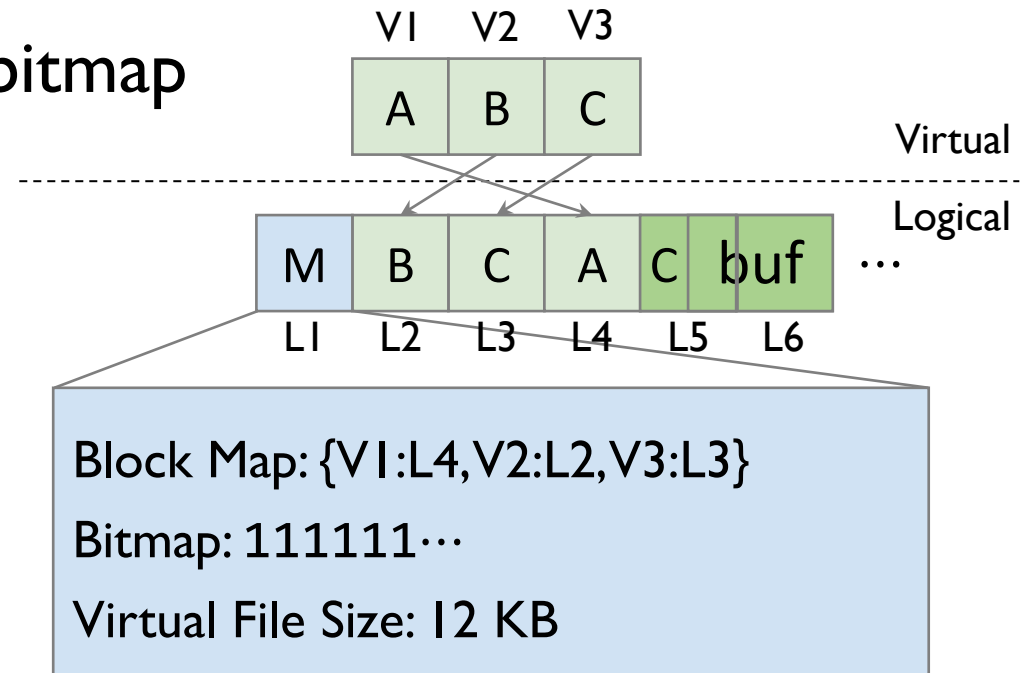 bitmap
V1 V2 V3
A B C
Virtual
Logical
M B C A C buf …
L1 L2 L3 L4 L5 L6
Block Map: {V1:L4, V2:L2, V3:L3}
Bitmap: 111111…
Virtual File Size: 12 KB